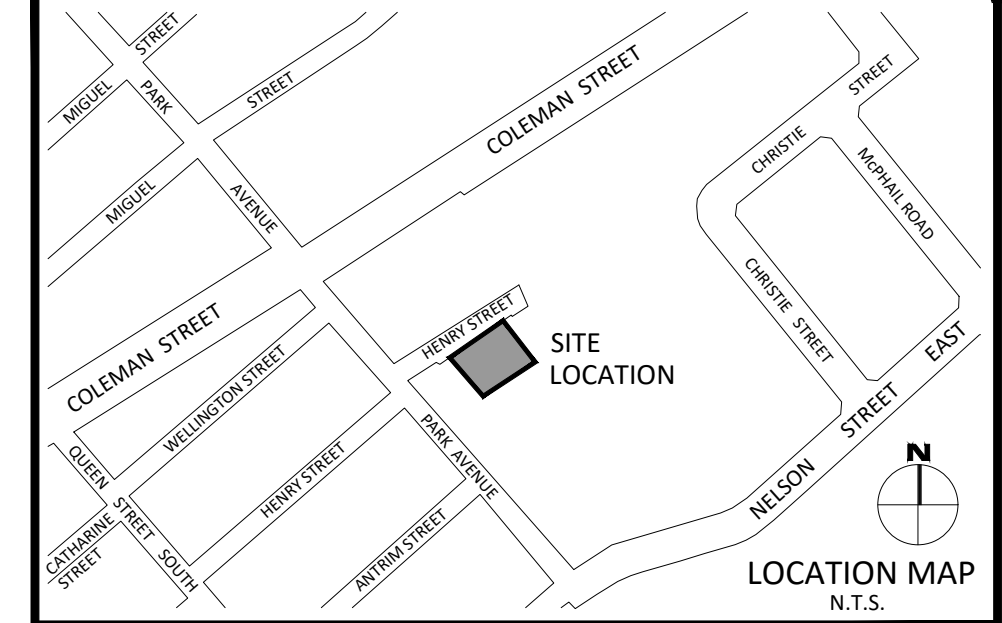 STREET
MIGUEL
PARK
STREET
COLEMAN STREET
STREET
CHRISTIE
McPHAIL ROAD
MIGUEL
AVENUE
CHRISTIE STREET
HENRY STREET
SITE
LOCATION
COLEMAN STREET
EAST
WELLINGTON STREET
STREET
PARK AVENUE
QUEEN
STREET
SOUTH
HENRY STREET
NELSON
N
CATHARINE
STREET
ANTRIM STREET
LOCATION MAP
N.T.S.